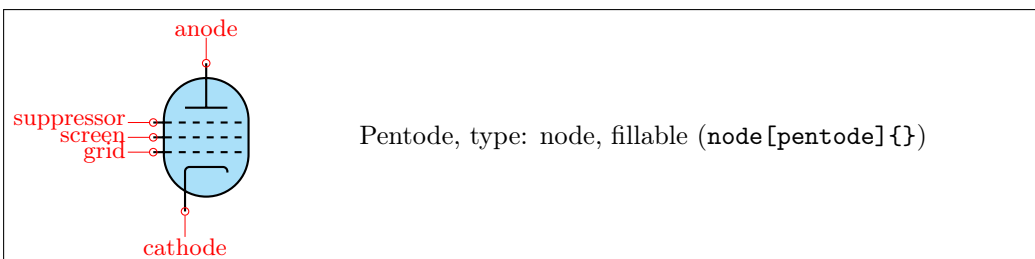 anode
suppressor
screen
grid
Pentode, type: node, fillable (node[pentode]{})
cathode